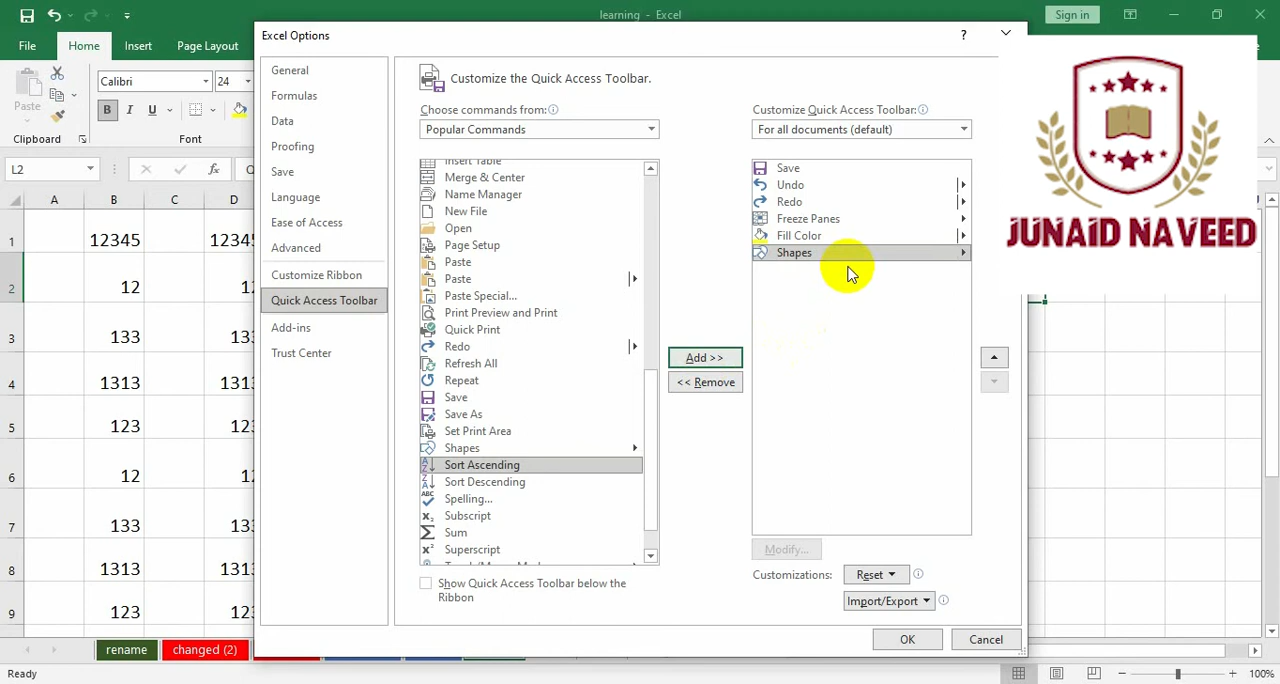 learning - Excel
Sign in
File
Home
Insert
Page Layout
Paste
Calibri
24
B I U
Clipboard
Font
L2
fx
Excel Options
?
General
Formulas
Data
Proofing
Save
Language
Ease of Access
Advanced
Customize Ribbon
Quick Access Toolbar
Add-ins
Trust Center
Customize the Quick Access Toolbar.
Choose commands from:
Popular Commands
Insert Table
Merge & Center
Name Manager
New File
Open
Page Setup
Paste
Paste
Paste Special...
Print Preview and Print
Quick Print
Redo
Refresh All
Repeat
Save
Save As
Set Print Area
Shapes
Sort Ascending
Sort Descending
Spelling...
Subscript
Sum
Superscript
Show Quick Access Toolbar below the
Ribbon
Add >>
<< Remove
Customize Quick Access Toolbar:
For all documents (default)
Save
Undo
Redo
Freeze Panes
Fill Color
Shapes
Modify...
Customizations:
Reset
Import/Export
OK
Cancel
JUNAID NAVEED
A B C D
1 12345 12345
2 12
3 133
4 1313 131
5 123
6 12
7 133
8 1313 131
9 123
rename
changed (2)
Ready
100%